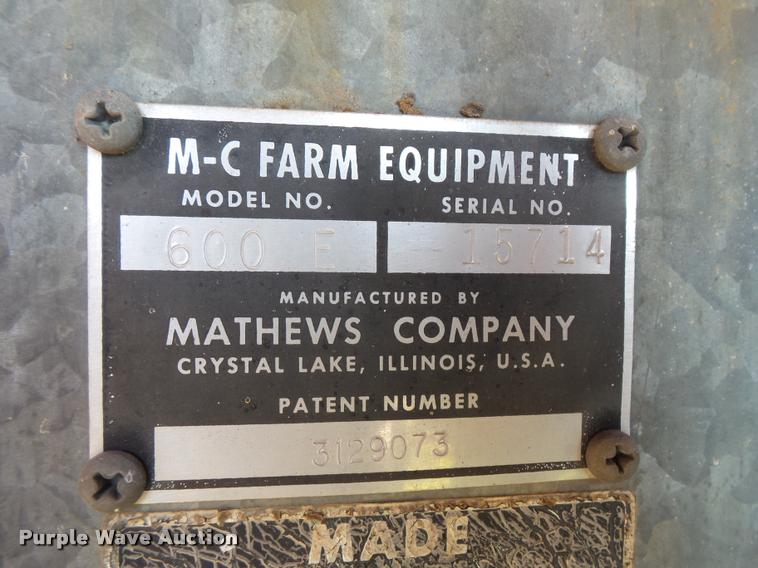 M-C FARM EQUIPMENT
MODEL NO. SERIAL NO.
600 E -15714
MANUFACTURED BY
MATHEWS COMPANY
CRYSTAL LAKE, ILLINOIS, U.S.A.
PATENT NUMBER
3129073
MADE
Purple Wave Auction